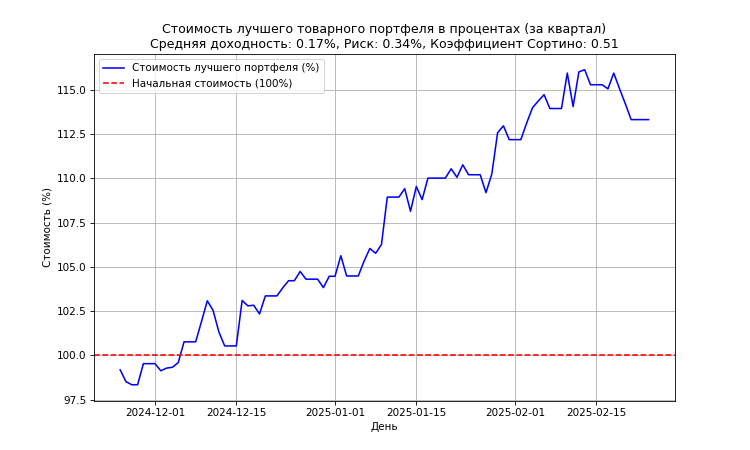 Стоимость лучшего товарного портфеля в процентах (за квартал)
Средняя доходность: 0.17%, Риск: 0.34%, Коэффициент Сортино: 0.51
Стоимость лучшего портфеля (%)
Начальная стоимость (100%)
Стоимость (%)
115.0
112.5
110.0
107.5
105.0
102.5
100.0
97.5
2024-12-01
2024-12-15
2025-01-01
2025-01-15
2025-02-01
2025-02-15
День